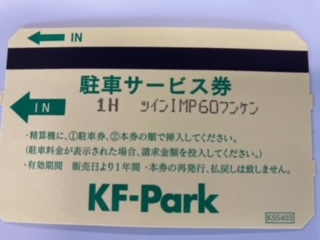 IN
駐車サービス券
IN
1H ツインIMP60フンケン
・精算機に、①駐車券、②本券の順で挿入してください。
(駐車料金が表示された場合、請求金額を投入してください。)
・有効期間 販売日より1年間・本券の再発行、払戻しは致しません。
KF-Park
KS5403